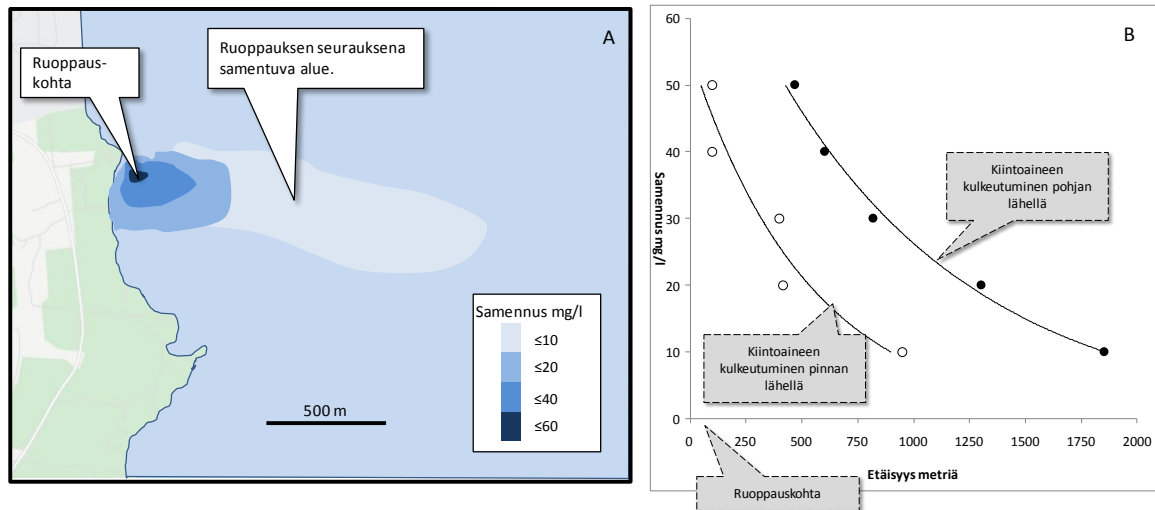 A
Ruoppaus-
kohta
Ruoppauksen seurauksena
samentuva alue.
Samennus mg/l
≤10
≤20
≤40
≤60
500 m
B
Samennus mg/l
60
50
40
30
20
10
0
Kiintoaineen
kulkeutuminen pohjan
lähellä
Kiintoaineen
kulkeutuminen pinnan
lähellä
0 250 500 750 1000 1250 1500 1750 2000
Etäisyys metriä
Ruoppauskohta